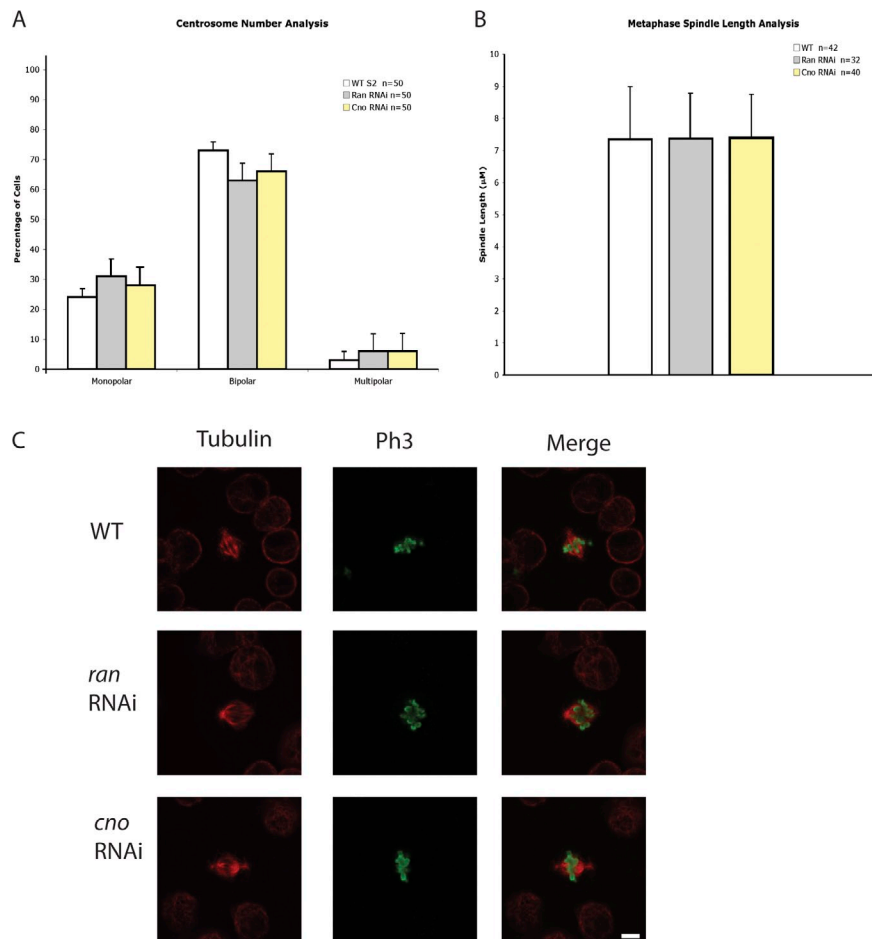 A
Centrosome Number Analysis
WT S2 n=50
Ran RNAi n=50
Cno RNAi n=50
Percentage of Cells
100
90
80
70
60
50
40
30
20
10
0
Monopolar
Bipolar
Multipolar
B
Metaphase Spindle Length Analysis
WT n=42
Ran RNAi n=32
Cno RNAi n=40
Spindle Length (µM)
10
9
8
7
6
5
4
3
2
1
0
C
Tubulin
Ph3
Merge
WT
ran
RNAi
cno
RNAi